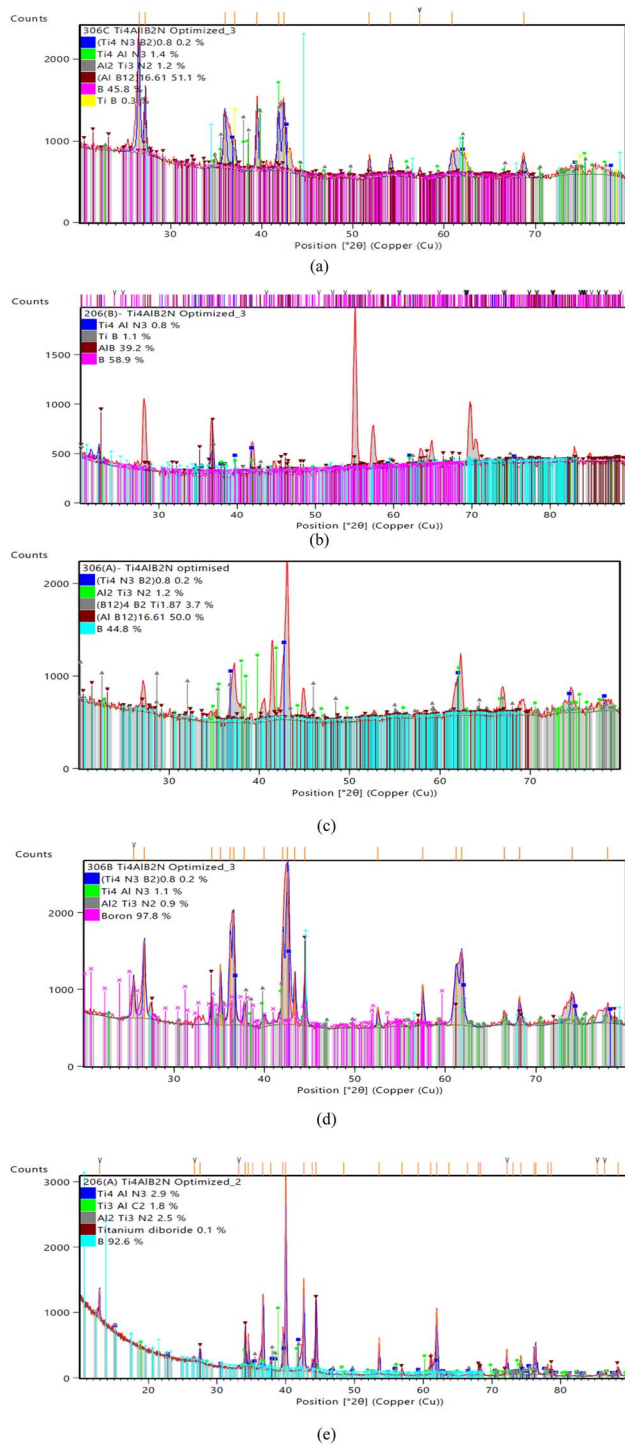 Counts
306C Ti4AlIB2N Optimized_3
(Ti4 N3 B2)0.8 0.2 %
Ti4 Al N3 1.4 %
Al2 Ti3 N2 1.2 %
(Al B12)16.61 51.1 %
B 45.8 %
Ti B 0.3 %
2000
1000
0
30 40 50 60 70
Position [°2θ] (Copper (Cu)
(a)
Counts
206(B)- Ti4AlB2N Optimized_3
Ti4 Al N3 0.8 %
Ti B 1.1 %
AlB 39.2 %
B 58.9 %
1500
1000
500
0
30 40 50 60 70 80
Position [°2θ] (Copper (Cu)
(b)
Counts
306(A)- Ti4AlB2N optimised
(Ti4 N3 B2)0.8 0.2 %
Al2 Ti3 N2 1.2 %
(B12)4 B2 Ti1.87 3.7 %
(Al B12)16.61 50.0 %
B 44.8 %
2000
1000
0
30 40 50 60 70
Position [°2θ] (Copper (Cu)
(c)
Counts
306B Ti4AlB2N Optimized_3
(Ti4 N3 B2)0.8 0.2 %
Ti4 Al N3 1.1 %
Al2 Ti3 N2 0.9 %
Boron 97.8 %
2000
1000
0
30 40 50 60 70
Position [°2θ] (Copper (Cu)
(d)
Counts
206(A) Ti4AlB2N Optimized_2
Ti4 Al N3 2.9 %
Ti3 Al C2 1.8 %
Al2 Ti3 N2 2.5 %
Titanium diboride 0.1 %
B 92.6 %
3000
2000
1000
0
20 30 40 50 60 70 80
Position [°2θ] (Copper (Cu)
(e)